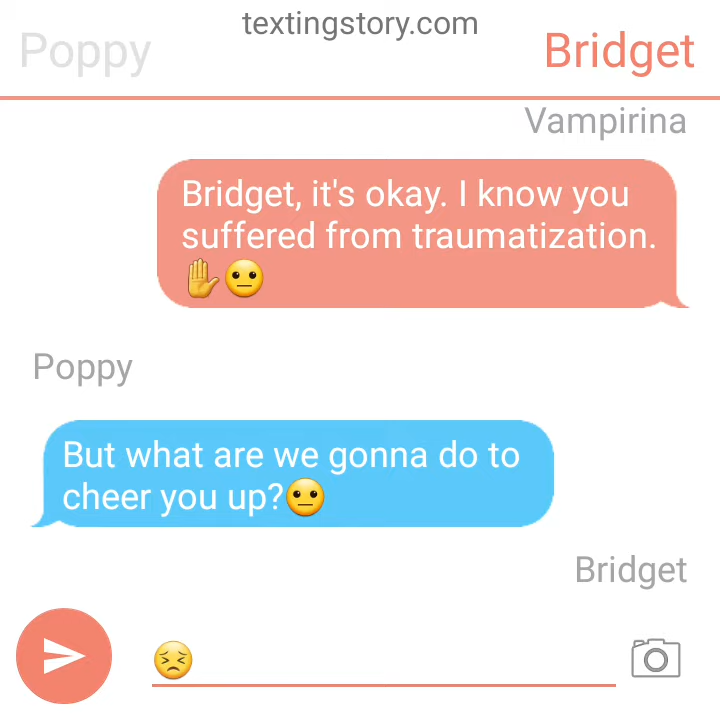 textingstory.com
Poppy
Bridget
Vampirina
Bridget, it's okay. I know you
suffered from traumatization.
✋😐
Poppy
But what are we gonna do to
cheer you up?😐
Bridget
😣